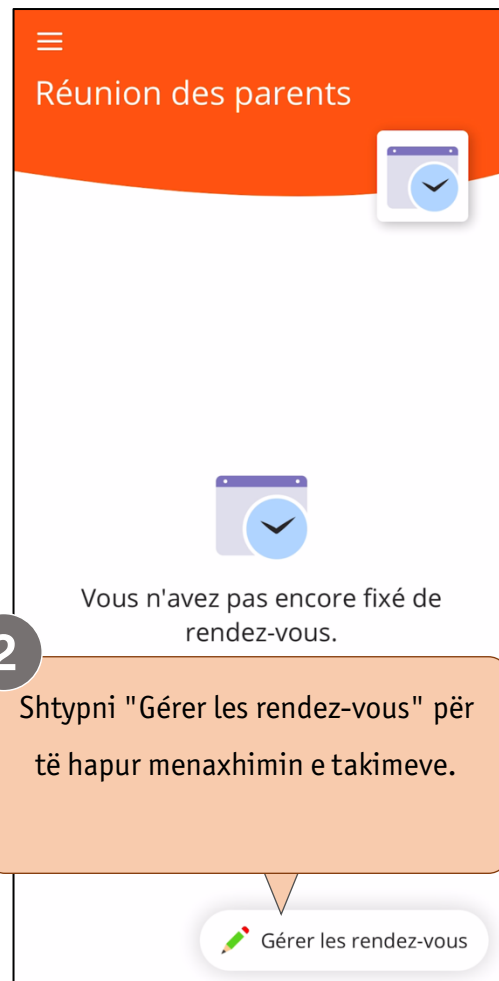 Réunion des parents
Vous n'avez pas encore fixé de
rendez-vous.
2
Shtypni "Gérer les rendez-vous" për
të hapur menaxhimin e takimeve.
Gérer les rendez-vous